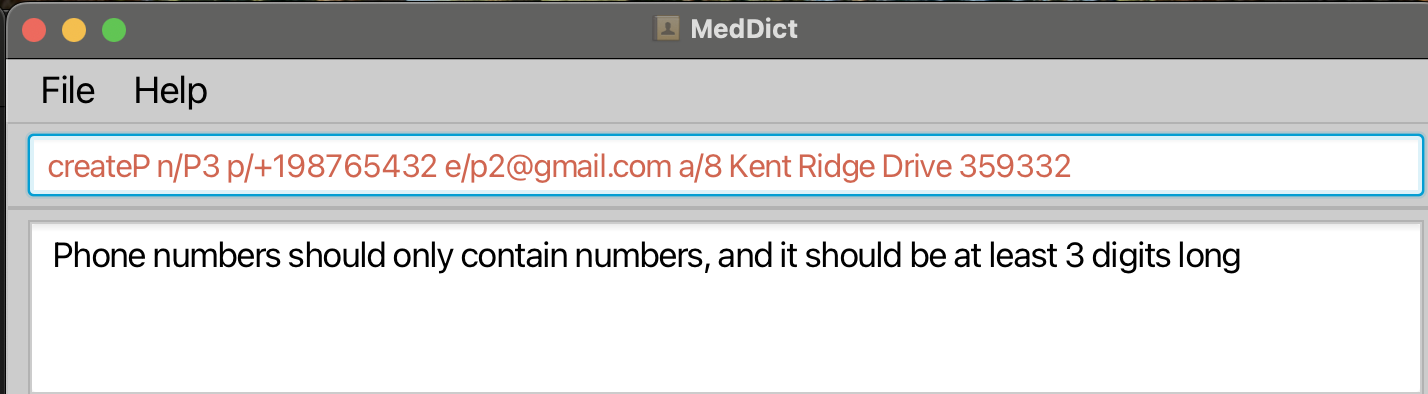 MedDict
File Help
createP n/P3 p/+198765432 e/p2@gmail.com a/8 Kent Ridge Drive 359332
Phone numbers should only contain numbers, and it should be at least 3 digits long